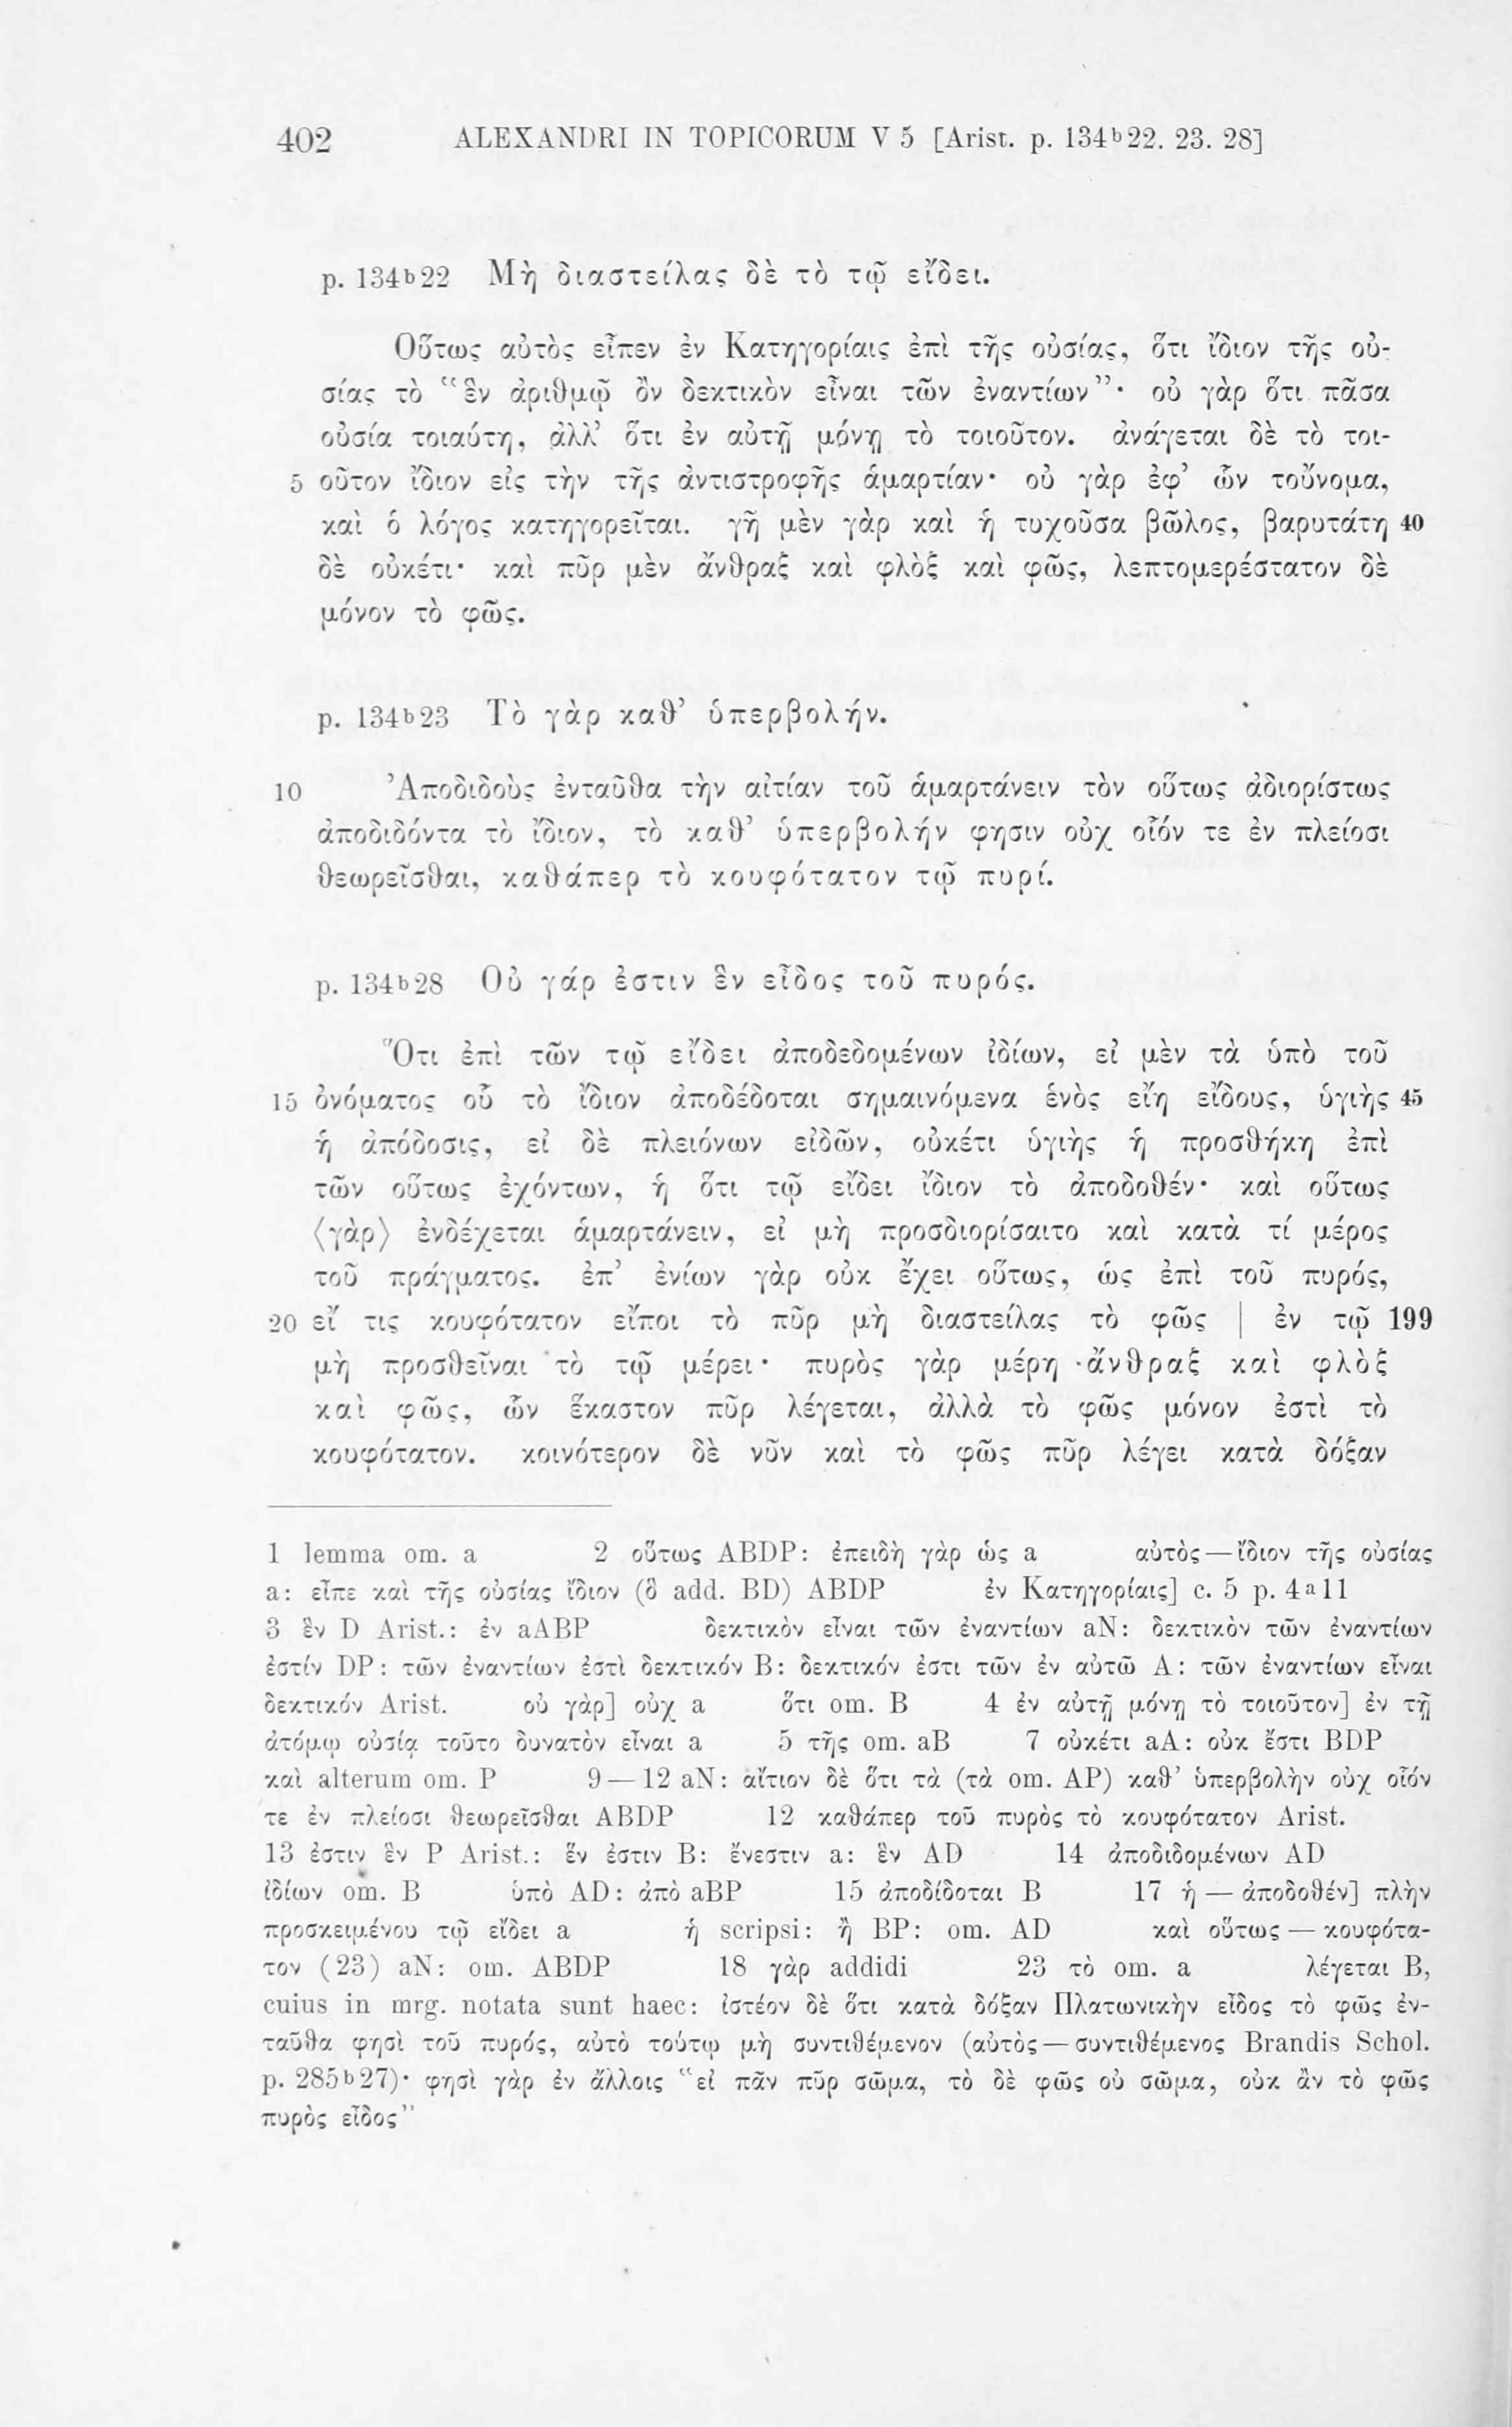 402 ALEXANDRI IN TOPICORUM V 5 [Arist. p. 134ᵇ22. 23. 28]
p. 134ᵇ22 Μὴ διαστείλας δὲ τὸ τῷ εἴδει.
Οὕτως αὐτὸς εἶπεν ἐν Κατηγορίαις ἐπὶ τῆς οὐσίας, ὅτι ἴδιον τῆς οὐ-
σίας τὸ “ἓν ἀριθμῷ ὂν δεκτικὸν εἶναι τῶν ἐναντίων”· οὐ γὰρ ὅτι πᾶσα
οὐσία τοιαύτη, ἀλλ’ ὅτι ἐν αὐτῇ μόνῃ τὸ τοιοῦτον. ἀνάγεται δὲ τὸ τοι-
5 οῦτον ἴδιον εἰς τὴν τῆς ἀντιστροφῆς ἁμαρτίαν· οὐ γὰρ ἐφ’ ὧν τοὔνομα,
καὶ ὁ λόγος κατηγορεῖται. γῆ μὲν γὰρ καὶ ἡ τυχοῦσα βῶλος, βαρυτάτη 40
δὲ οὐκέτι· καὶ πῦρ μὲν ἄνθραξ καὶ φλὸξ καὶ φῶς, λεπτομερέστατον δὲ
μόνον τὸ φῶς.
p. 134ᵇ23 Τὸ γὰρ καθ’ ὑπερβολήν.
10 Ἀποδιδοὺς ἐνταῦθα τὴν αἰτίαν τοῦ ἁμαρτάνειν τὸν οὕτως ἀδιορίστως
ἀποδιδόντα τὸ ἴδιον, τὸ καθ’ ὑπερβολήν φησιν οὐχ οἷόν τε ἐν πλείοσι
θεωρεῖσθαι, καθάπερ τὸ κουφότατον τῷ πυρί.
p. 134ᵇ28 Οὐ γάρ ἐστιν ἓν εἶδος τοῦ πυρός.
Ὅτι ἐπὶ τῶν τῷ εἴδει ἀποδεδομένων ἰδίων, εἰ μὲν τὰ ὑπὸ τοῦ
15 ὀνόματος οὗ τὸ ἴδιον ἀποδέδοται σημαινόμενα ἑνὸς εἴη εἴδους, ὑγιὴς 45
ἡ ἀπόδοσις, εἰ δὲ πλειόνων εἰδῶν, οὐκέτι ὑγιὴς ἡ προσθήκη ἐπὶ
τῶν οὕτως ἐχόντων, ἡ ὅτι τῷ εἴδει ἴδιον τὸ ἀποδοθέν· καὶ οὕτως
⟨γὰρ⟩ ἐνδέχεται ἁμαρτάνειν, εἰ μὴ προσδιορίσαιτο καὶ κατὰ τί μέρος
τοῦ πράγματος. ἐπ’ ἐνίων γὰρ οὐκ ἔχει οὕτως, ὡς ἐπὶ τοῦ πυρός,
20 εἴ τις κουφότατον εἴποι τὸ πῦρ μὴ διαστείλας τὸ φῶς | ἐν τῷ 199
μὴ προσθεῖναι τὸ τῷ μέρει· πυρὸς γὰρ μέρη ἄνθραξ καὶ φλὸξ
καὶ φῶς, ὧν ἕκαστον πῦρ λέγεται, ἀλλὰ τὸ φῶς μόνον ἐστὶ τὸ
κουφότατον. κοινότερον δὲ νῦν καὶ τὸ φῶς πῦρ λέγει κατὰ δόξαν
1 lemma om. a 2 οὕτως ABDP: ἐπειδὴ γὰρ ὡς a αὐτὸς — ἴδιον τῆς οὐσίας
a: εἶπε καὶ τῆς οὐσίας ἴδιον (ὃ add. BD) ABDP ἐν Κατηγορίαις] c. 5 p. 4ᵃ11
3 ἓν D Arist.: ἐν aABP δεκτικὸν εἶναι τῶν ἐναντίων aN: δεκτικὸν τῶν ἐναντίων
ἐστίν DP: τῶν ἐναντίων ἐστὶ δεκτικόν B: δεκτικόν ἐστι τῶν ἐν αὐτῶ A: τῶν ἐναντίων εἶναι
δεκτικόν Arist. οὐ γὰρ] οὐχ a ὅτι om. B 4 ἐν αὐτῇ μόνῃ τὸ τοιοῦτον] ἐν τῇ
ἀτόμῳ οὐσίᾳ τοῦτο δυνατὸν εἶναι a 5 τῆς om. aB 7 οὐκέτι aA: οὐκ ἔστι BDP
καὶ alterum om. P 9 — 12 aN: αἴτιον δὲ ὅτι τὰ (τὰ om. AP) καθ’ ὑπερβολὴν οὐχ οἷόν
τε ἐν πλείοσι θεωρεῖσθαι ABDP 12 καθάπερ τοῦ πυρὸς τὸ κουφότατον Arist.
13 ἐστιν ἓν P Arist.: ἕν ἐστιν B: ἔνεστιν a: ἓν AD 14 ἀποδιδομένων AD
ἰδίων om. B ὑπὸ AD: ἀπὸ aBP 15 ἀποδίδοται B 17 ἡ — ἀποδοθέν] πλὴν
προσκειμένου τῷ εἴδει a ἡ scripsi: ἢ BP: om. AD καὶ οὕτως — κουφότα-
τον (23) aN: om. ABDP 18 γὰρ addidi 23 τὸ om. a λέγεται B,
cuius in mrg. notata sunt haec: ἰστέον δὲ ὅτι κατὰ δόξαν Πλατωνικὴν εἶδος τὸ φῶς ἐν-
ταῦθα φησὶ τοῦ πυρός, αὐτὸ τούτῳ μὴ συντιθέμενον (αὐτὸς — συντιθέμενος Brandis Schol.
p. 285ᵇ27)· φησὶ γὰρ ἐν ἄλλοις “εἰ πᾶν πῦρ σῶμα, τὸ δὲ φῶς οὐ σῶμα, οὐκ ἂν τὸ φῶς
πυρὸς εἶδος”